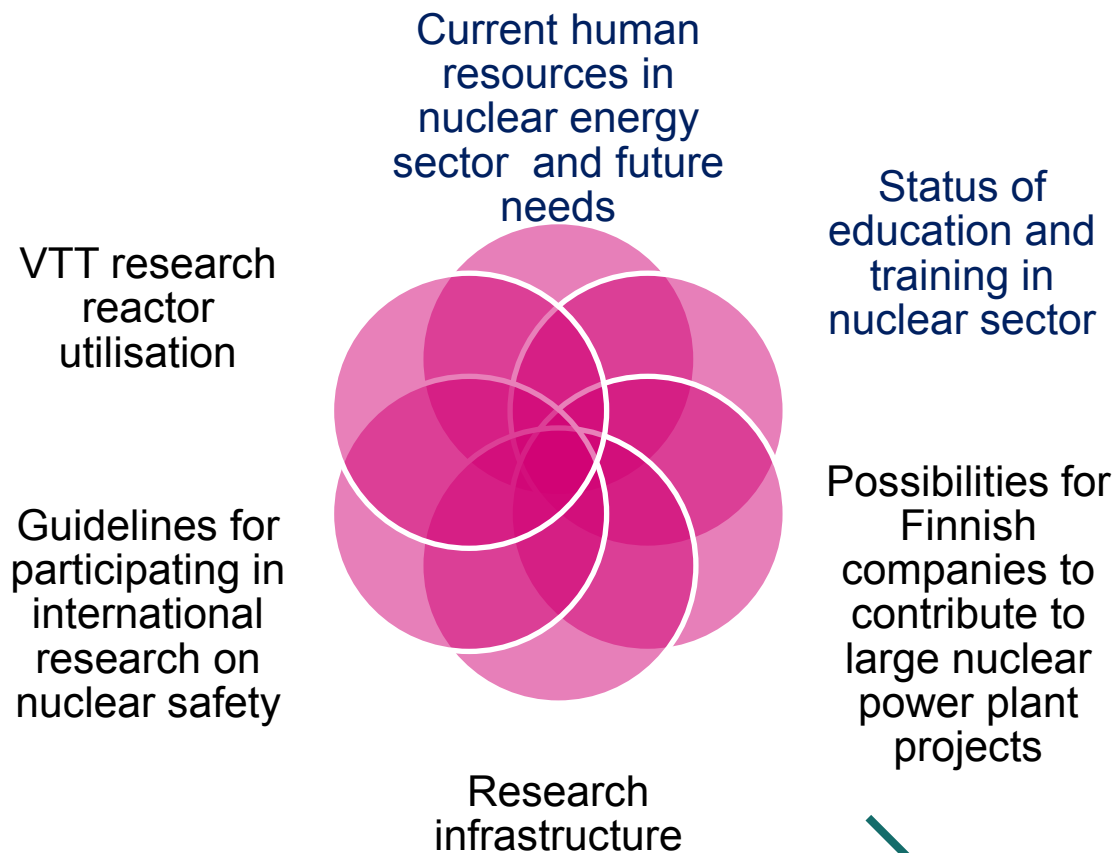 Current human
resources in
nuclear energy
sector and future
needs
Status of
education and
training in
nuclear sector
Possibilities for
Finnish
companies to
contribute to
large nuclear
power plant
projects
Research
infrastructure
Guidelines for
participating in
international
research on
nuclear safety
VTT research
reactor
utilisation